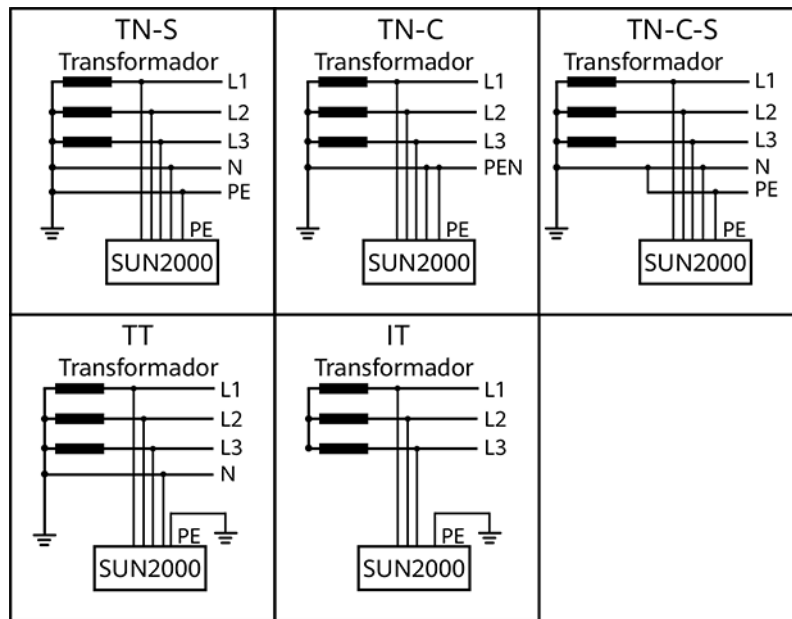 TN-S
Transformador
L1
L2
L3
N
PE
PE
SUN2000
TN-C
Transformador
L1
L2
L3
PEN
PE
SUN2000
TN-C-S
Transformador
L1
L2
L3
N
PE
PE
SUN2000
TT
Transformador
L1
L2
L3
N
PE
SUN2000
IT
Transformador
L1
L2
L3
PE
SUN2000